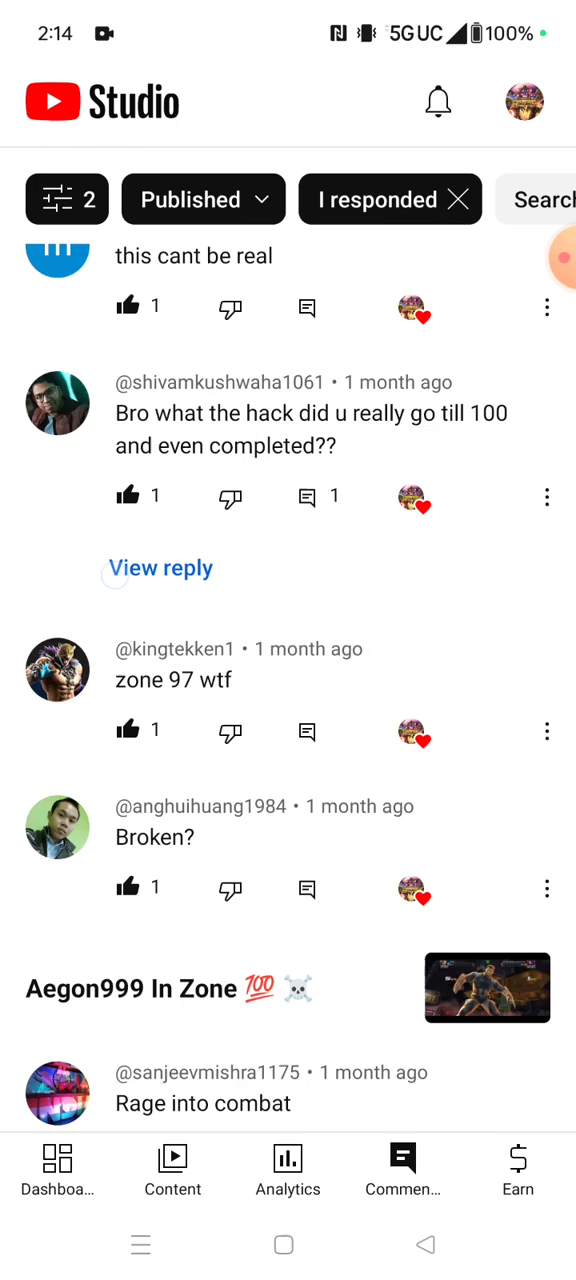 2:14 5G UC 100%
Studio
2 Published I responded Search
this cant be real
1
@shivamkushwaha1061 • 1 month ago
Bro what the hack did u really go till 100
and even completed??
1 1
View reply
@kingtekken1 • 1 month ago
zone 97 wtf
1
@anghuihuang1984 • 1 month ago
Broken?
1
Aegon999 In Zone 💯 ☠️
@sanjeevmishra1175 • 1 month ago
Rage into combat
Dashboa... Content Analytics Commen... Earn